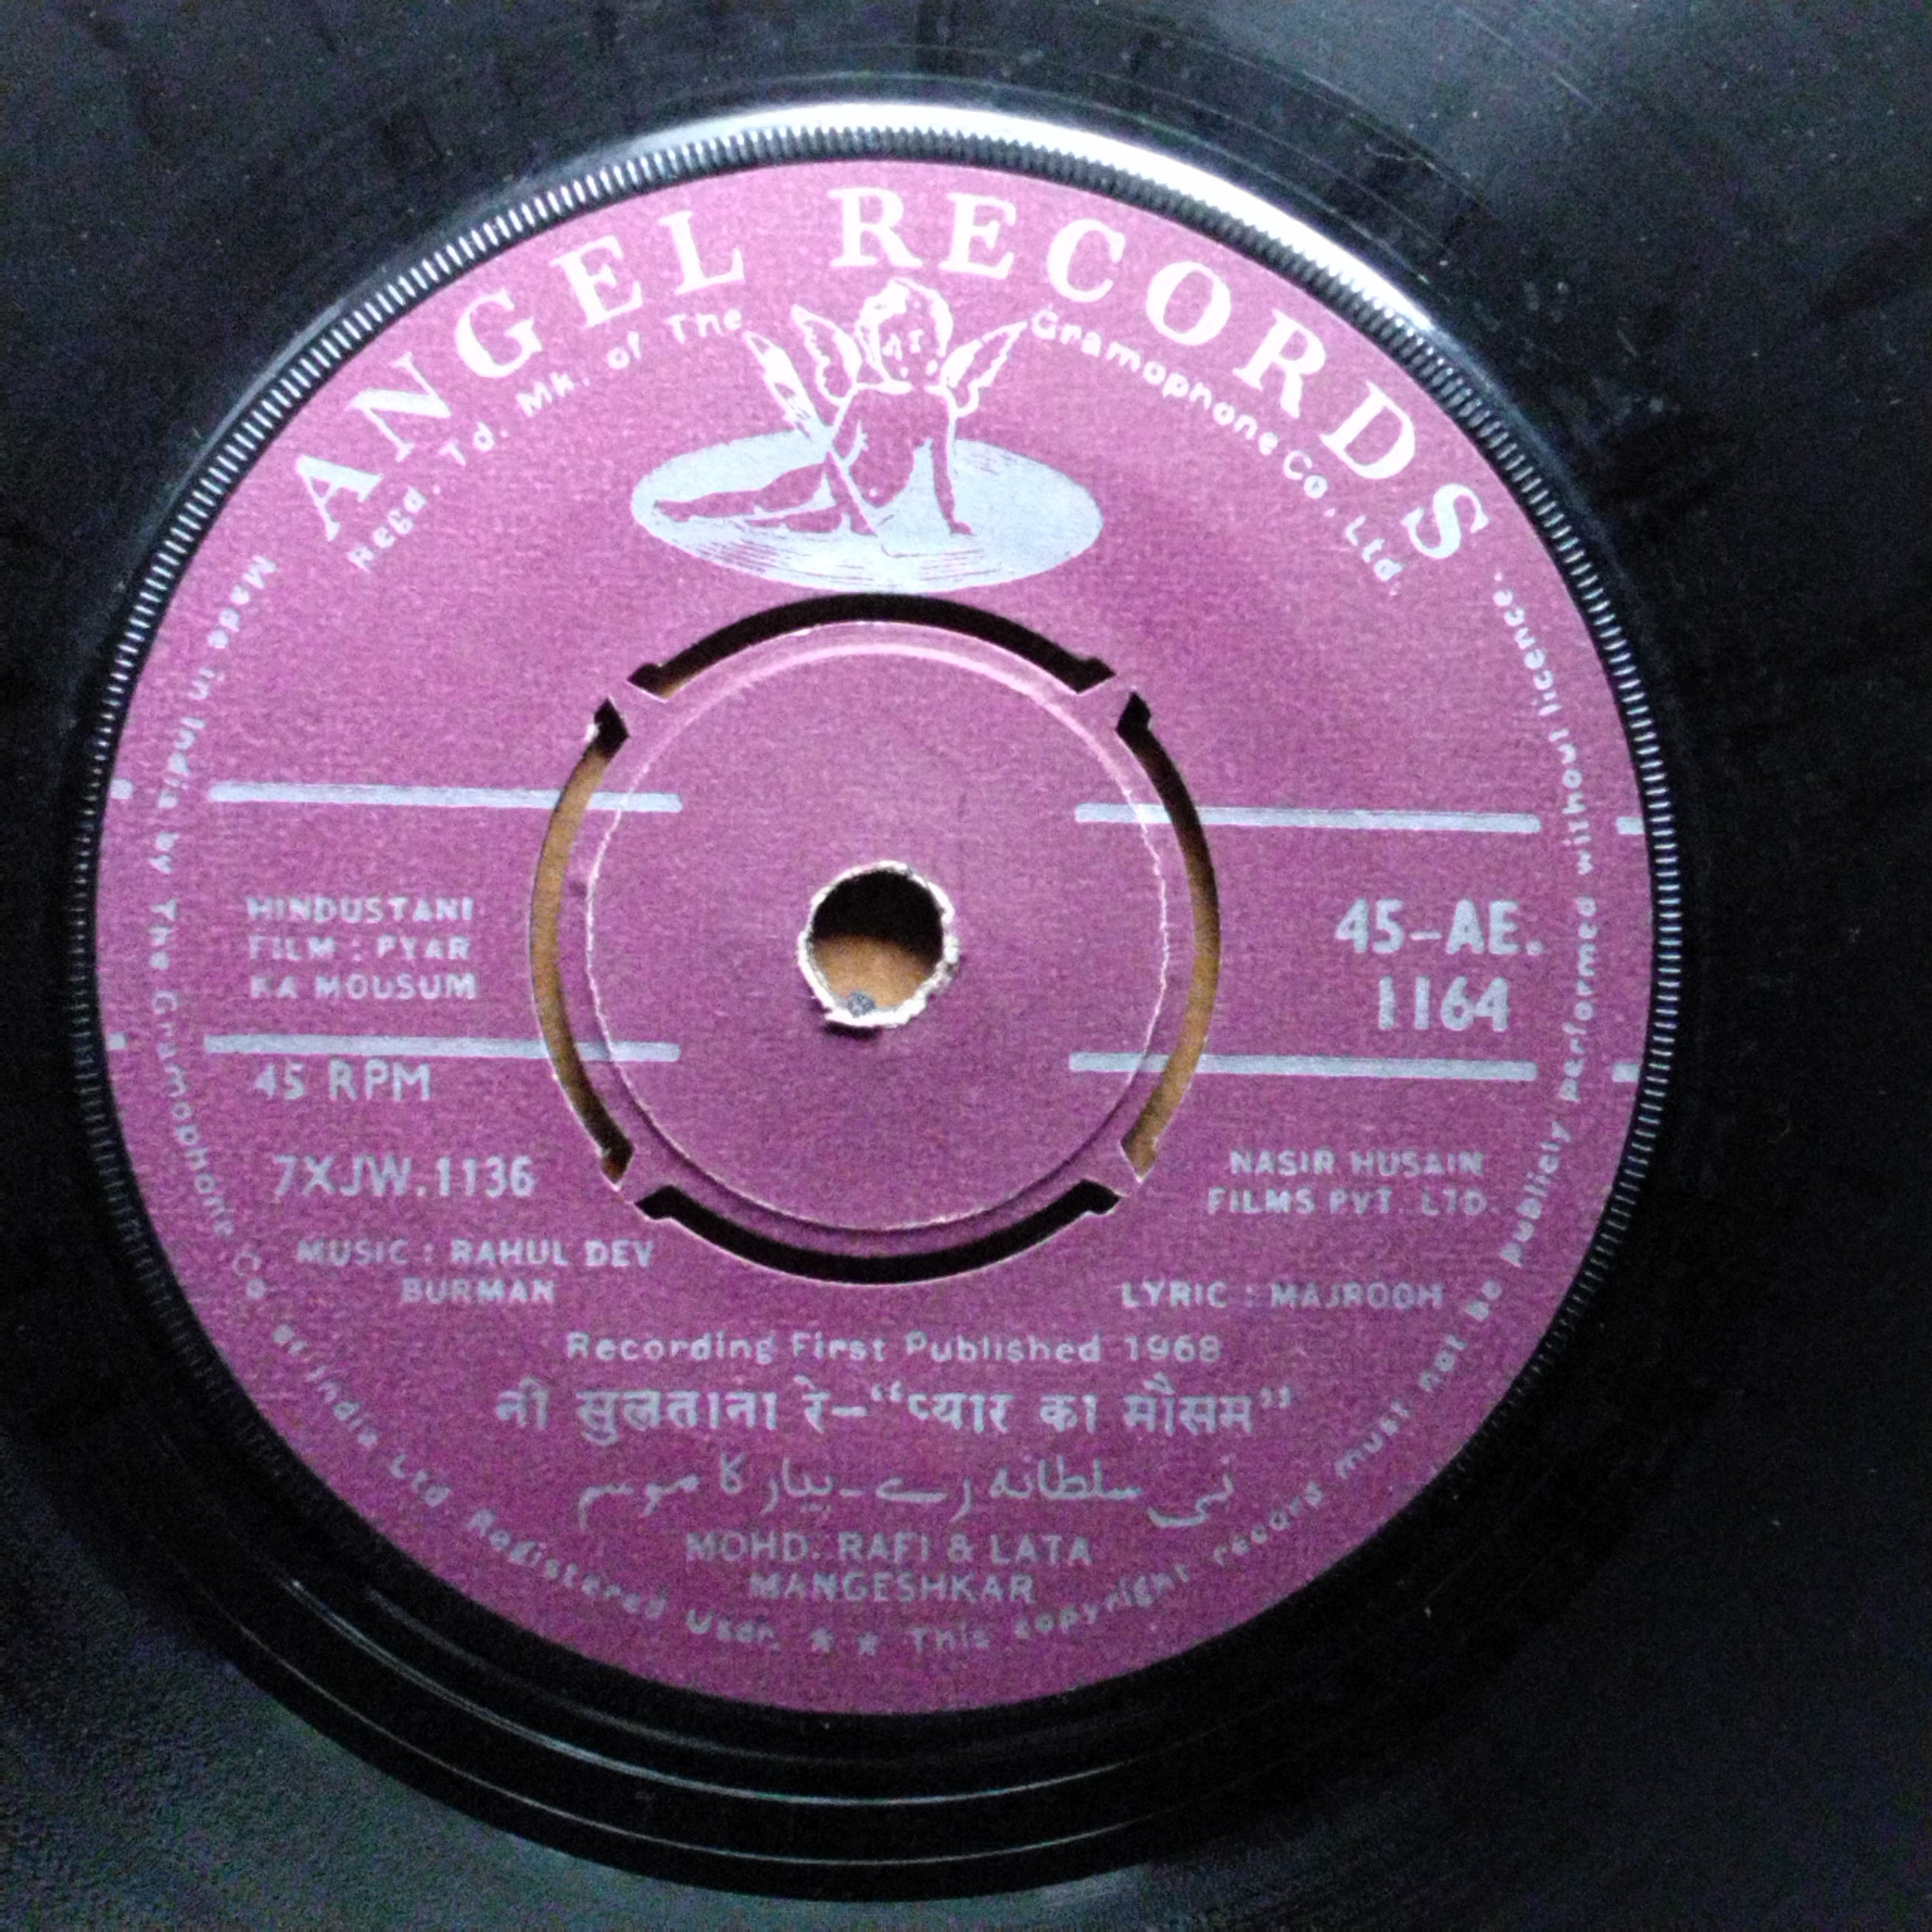 ANGEL RECORDS
Regd. Td. Mk. of The Gramophone Co. Ltd.
HINDUSTANI
FILM : PYAR
KA MOUSUM
45-AE.
1164
45 RPM
7XJW.1136
NASIR HUSAIN
FILMS PVT. LTD.
MUSIC : RAHUL DEV
BURMAN
LYRIC : MAJROOH
Recording First Published 1968
नी सुलताना रे-“प्यार का मौसम”
نی سلطانہ رے - پیار کا موسم
MOHD. RAFI & LATA
MANGESHKAR
Made in India by The Gramophone Co of India Ltd Registered User. ★ ★ This copyright record must not be publicly performed without licence.